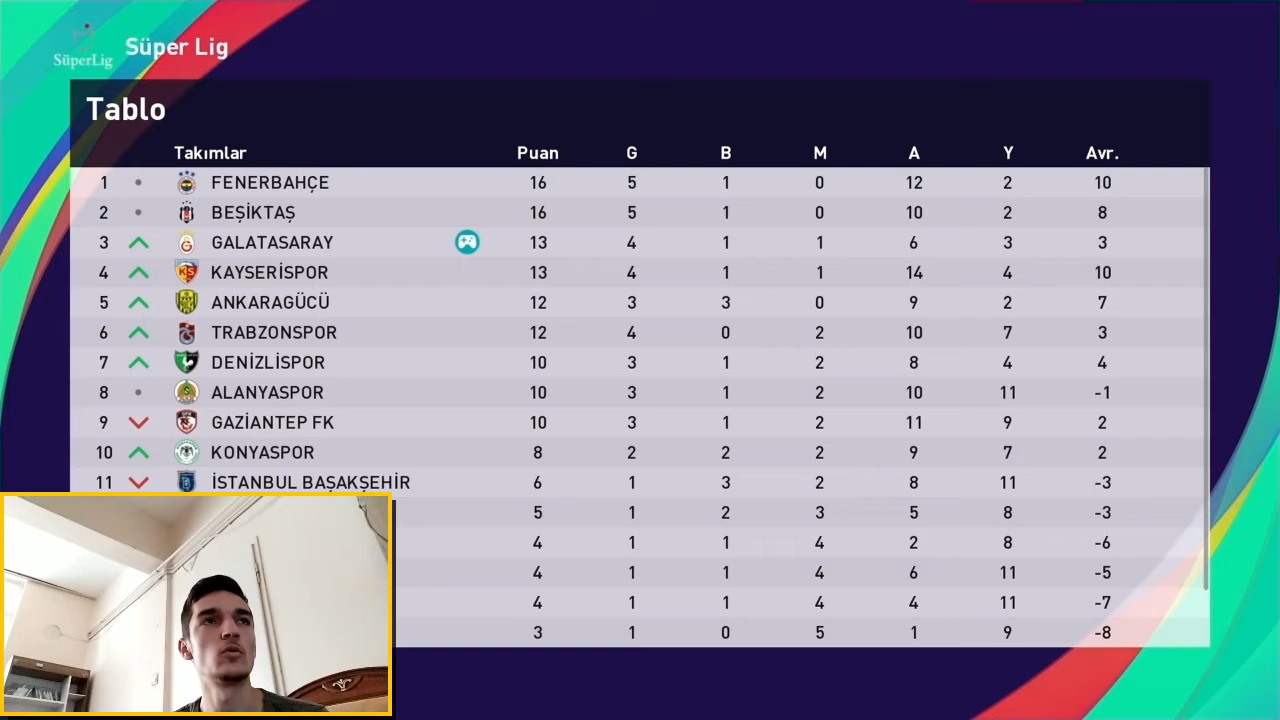 SüperLig Süper Lig
Tablo
Takımlar Puan G B M A Y Avr.
1 FENERBAHÇE 16 5 1 0 12 2 10
2 BEŞİKTAŞ 16 5 1 0 10 2 8
3 GALATASARAY 13 4 1 1 6 3 3
4 KAYSERİSPOR 13 4 1 1 14 4 10
5 ANKARAGÜCÜ 12 3 3 0 9 2 7
6 TRABZONSPOR 12 4 0 2 10 7 3
7 DENİZLİSPOR 10 3 1 2 8 4 4
8 ALANYASPOR 10 3 1 2 10 11 -1
9 GAZİANTEP FK 10 3 1 2 11 9 2
10 KONYASPOR 8 2 2 2 9 7 2
11 İSTANBUL BAŞAKŞEHİR 6 1 3 2 8 11 -3
5 1 2 3 5 8 -3
4 1 1 4 2 8 -6
4 1 1 4 6 11 -5
4 1 1 4 4 11 -7
3 1 0 5 1 9 -8